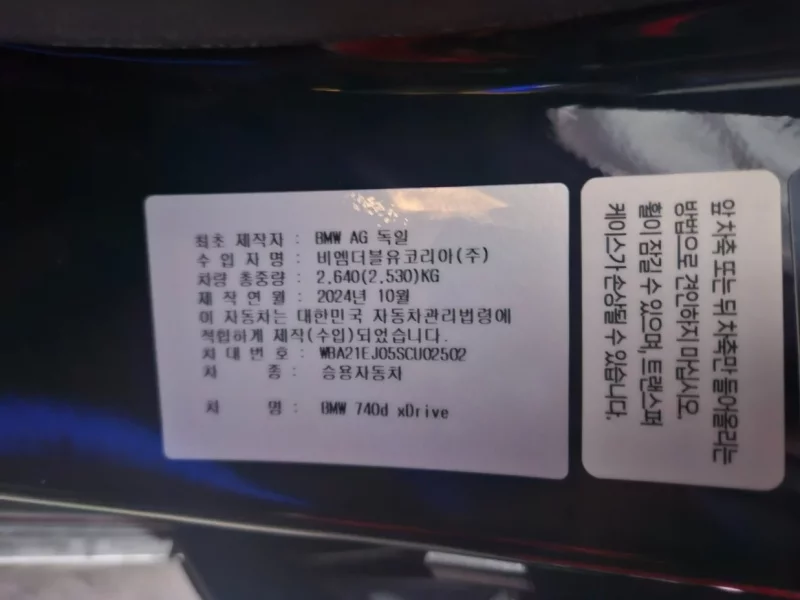 최초 제작자 : BMW AG 독일
수 입 자 명 : 비엠더블유코리아(주)
차량 총중량 : 2,640(2,530)KG
제 작 연 월 : 2024년 10월
이 자동차는 대한민국 자동차관리법령에
적합하게 제작(수입)되었습니다.
차 대 번 호 : WBA21EJ05SCU02502
차 종 : 승용자동차
차 명 : BMW 740d xDrive
앞 차축 또는 뒤 차축만 들어올리는
방법으로 견인하지 마십시오.
휠이 잠길 수 있으며, 트랜스퍼
케이스가 손상될 수 있습니다.